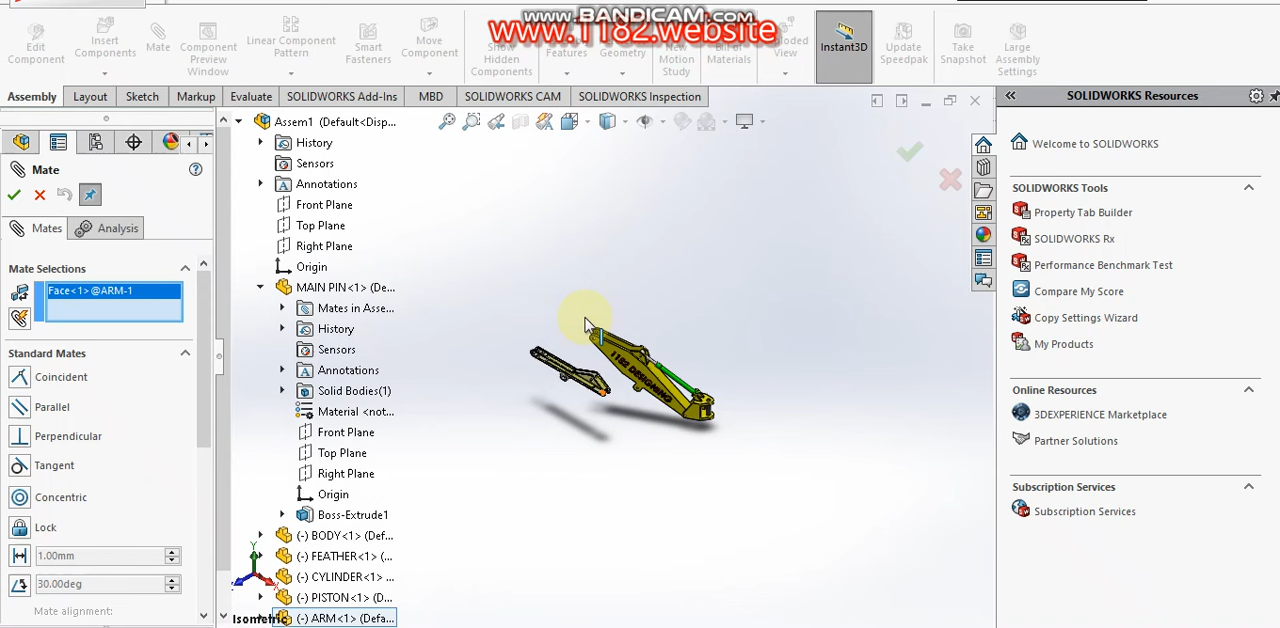 www.BANDICAM.com
www.1182.website
Edit Component
Insert Components
Mate
Component Preview Window
Linear Component Pattern
Smart Fasteners
Move Component
Show Hidden Components
Features
Geometry
New Motion Study
Bill of Materials
Exploded View
Instant3D
Update Speedpak
Take Snapshot
Large Assembly Settings
Assembly
Layout
Sketch
Markup
Evaluate
SOLIDWORKS Add-Ins
MBD
SOLIDWORKS CAM
SOLIDWORKS Inspection
Mate
Mates
Analysis
Mate Selections
Face<1>@ARM-1
Standard Mates
Coincident
Parallel
Perpendicular
Tangent
Concentric
Lock
1.00mm
30.00deg
Mate alignment:
Assem1 (Default<Disp...
History
Sensors
Annotations
Front Plane
Top Plane
Right Plane
Origin
MAIN PIN<1> (De...
Mates in Asse...
History
Sensors
Annotations
Solid Bodies(1)
Material <not...
Front Plane
Top Plane
Right Plane
Origin
Boss-Extrude1
(-) BODY<1> (Def...
(-) FEATHER<1> (...
(-) CYLINDER<1> ...
(-) PISTON<1> (D...
(-) ARM<1> (Defa...
Y
Isometric
1182 DESIGNING
SOLIDWORKS Resources
Welcome to SOLIDWORKS
SOLIDWORKS Tools
Property Tab Builder
SOLIDWORKS Rx
Performance Benchmark Test
Compare My Score
Copy Settings Wizard
My Products
Online Resources
3DEXPERIENCE Marketplace
Partner Solutions
Subscription Services
Subscription Services